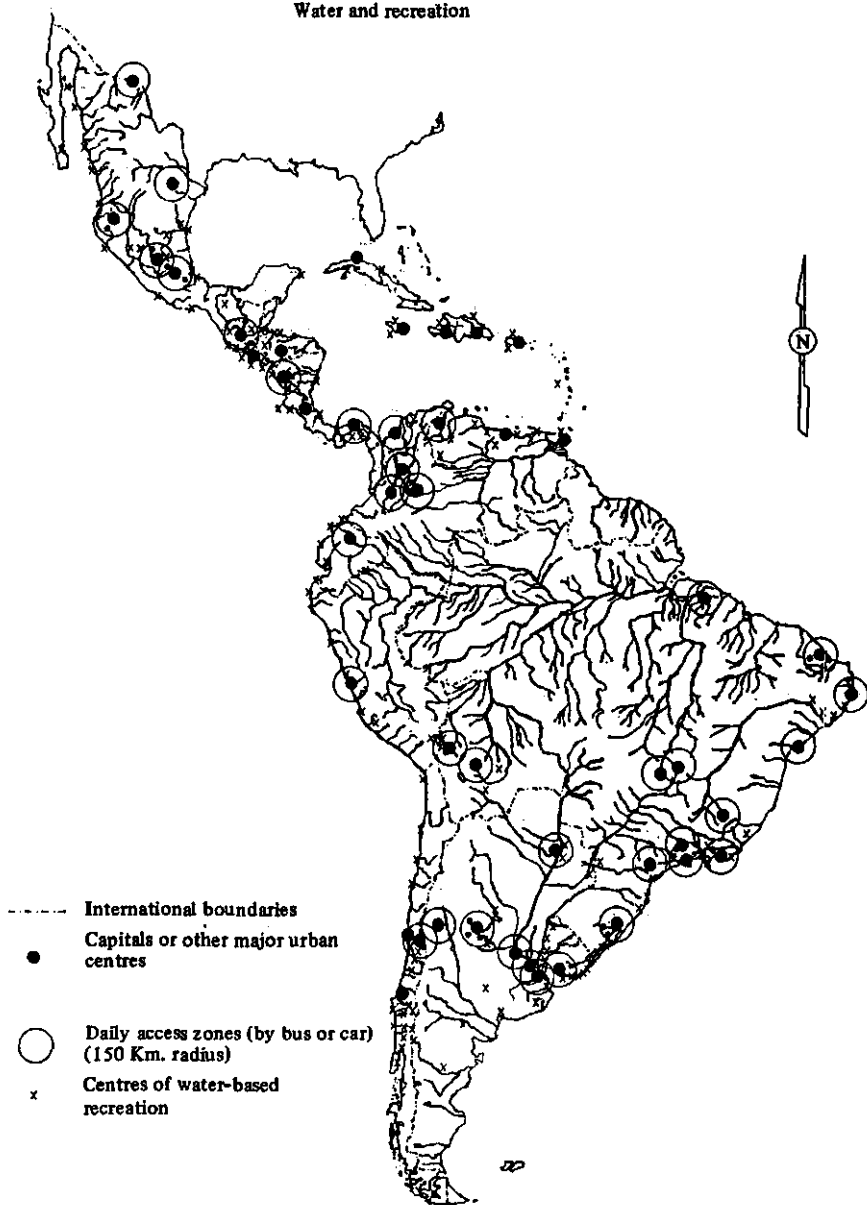 Water and recreation
N
International boundaries
Capitals or other major urban
centres
Daily access zones (by bus or car)
(150 Km. radius)
x Centres of water-based
recreation